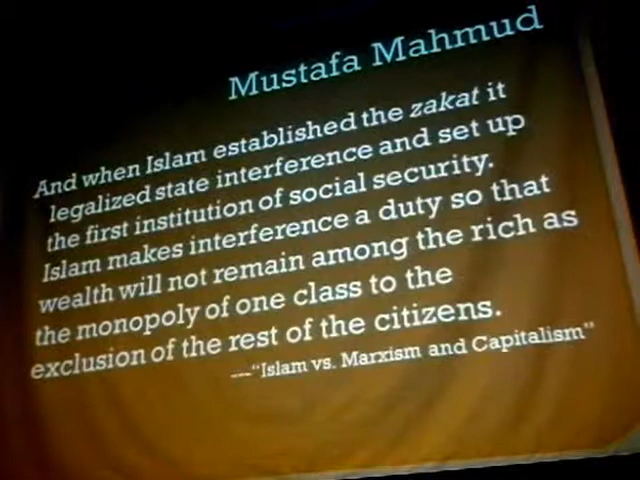 Mustafa Mahmud
And when Islam established the zakat it
legalized state interference and set up
the first institution of social security.
Islam makes interference a duty so that
wealth will not remain among the rich as
the monopoly of one class to the
exclusion of the rest of the citizens.
---"Islam vs. Marxism and Capitalism"